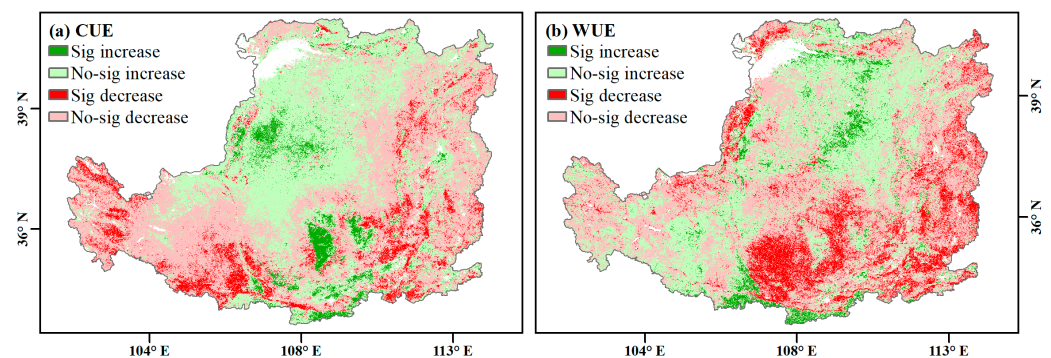 (a) CUE
Sig increase
No-sig increase
Sig decrease
No-sig decrease
39° N
36° N
104° E
108° E
113° E
(b) WUE
Sig increase
No-sig increase
Sig decrease
No-sig decrease
39° N
36° N
104° E
108° E
113° E